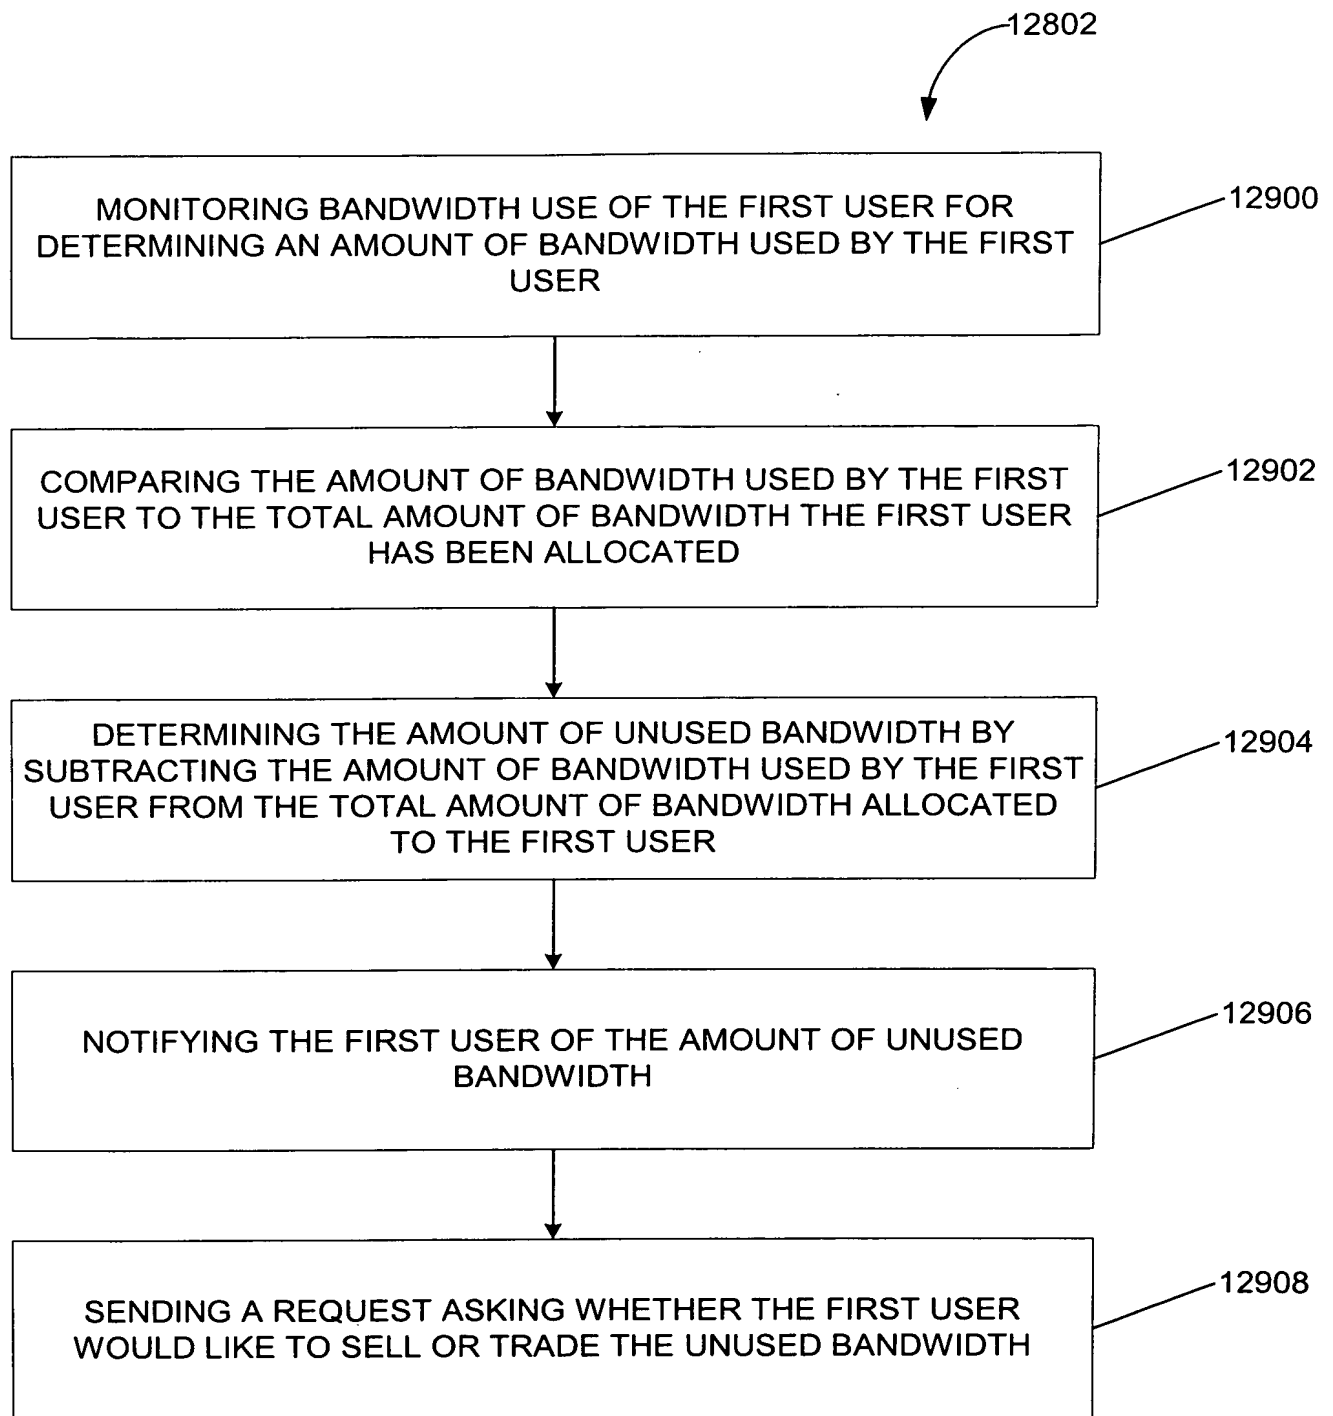 12802
MONITORING BANDWIDTH USE OF THE FIRST USER FOR
DETERMINING AN AMOUNT OF BANDWIDTH USED BY THE FIRST
USER
12900
COMPARING THE AMOUNT OF BANDWIDTH USED BY THE FIRST
USER TO THE TOTAL AMOUNT OF BANDWIDTH THE FIRST USER
HAS BEEN ALLOCATED
12902
DETERMINING THE AMOUNT OF UNUSED BANDWIDTH BY
SUBTRACTING THE AMOUNT OF BANDWIDTH USED BY THE FIRST
USER FROM THE TOTAL AMOUNT OF BANDWIDTH ALLOCATED
TO THE FIRST USER
12904
NOTIFYING THE FIRST USER OF THE AMOUNT OF UNUSED
BANDWIDTH
12906
SENDING A REQUEST ASKING WHETHER THE FIRST USER
WOULD LIKE TO SELL OR TRADE THE UNUSED BANDWIDTH
12908